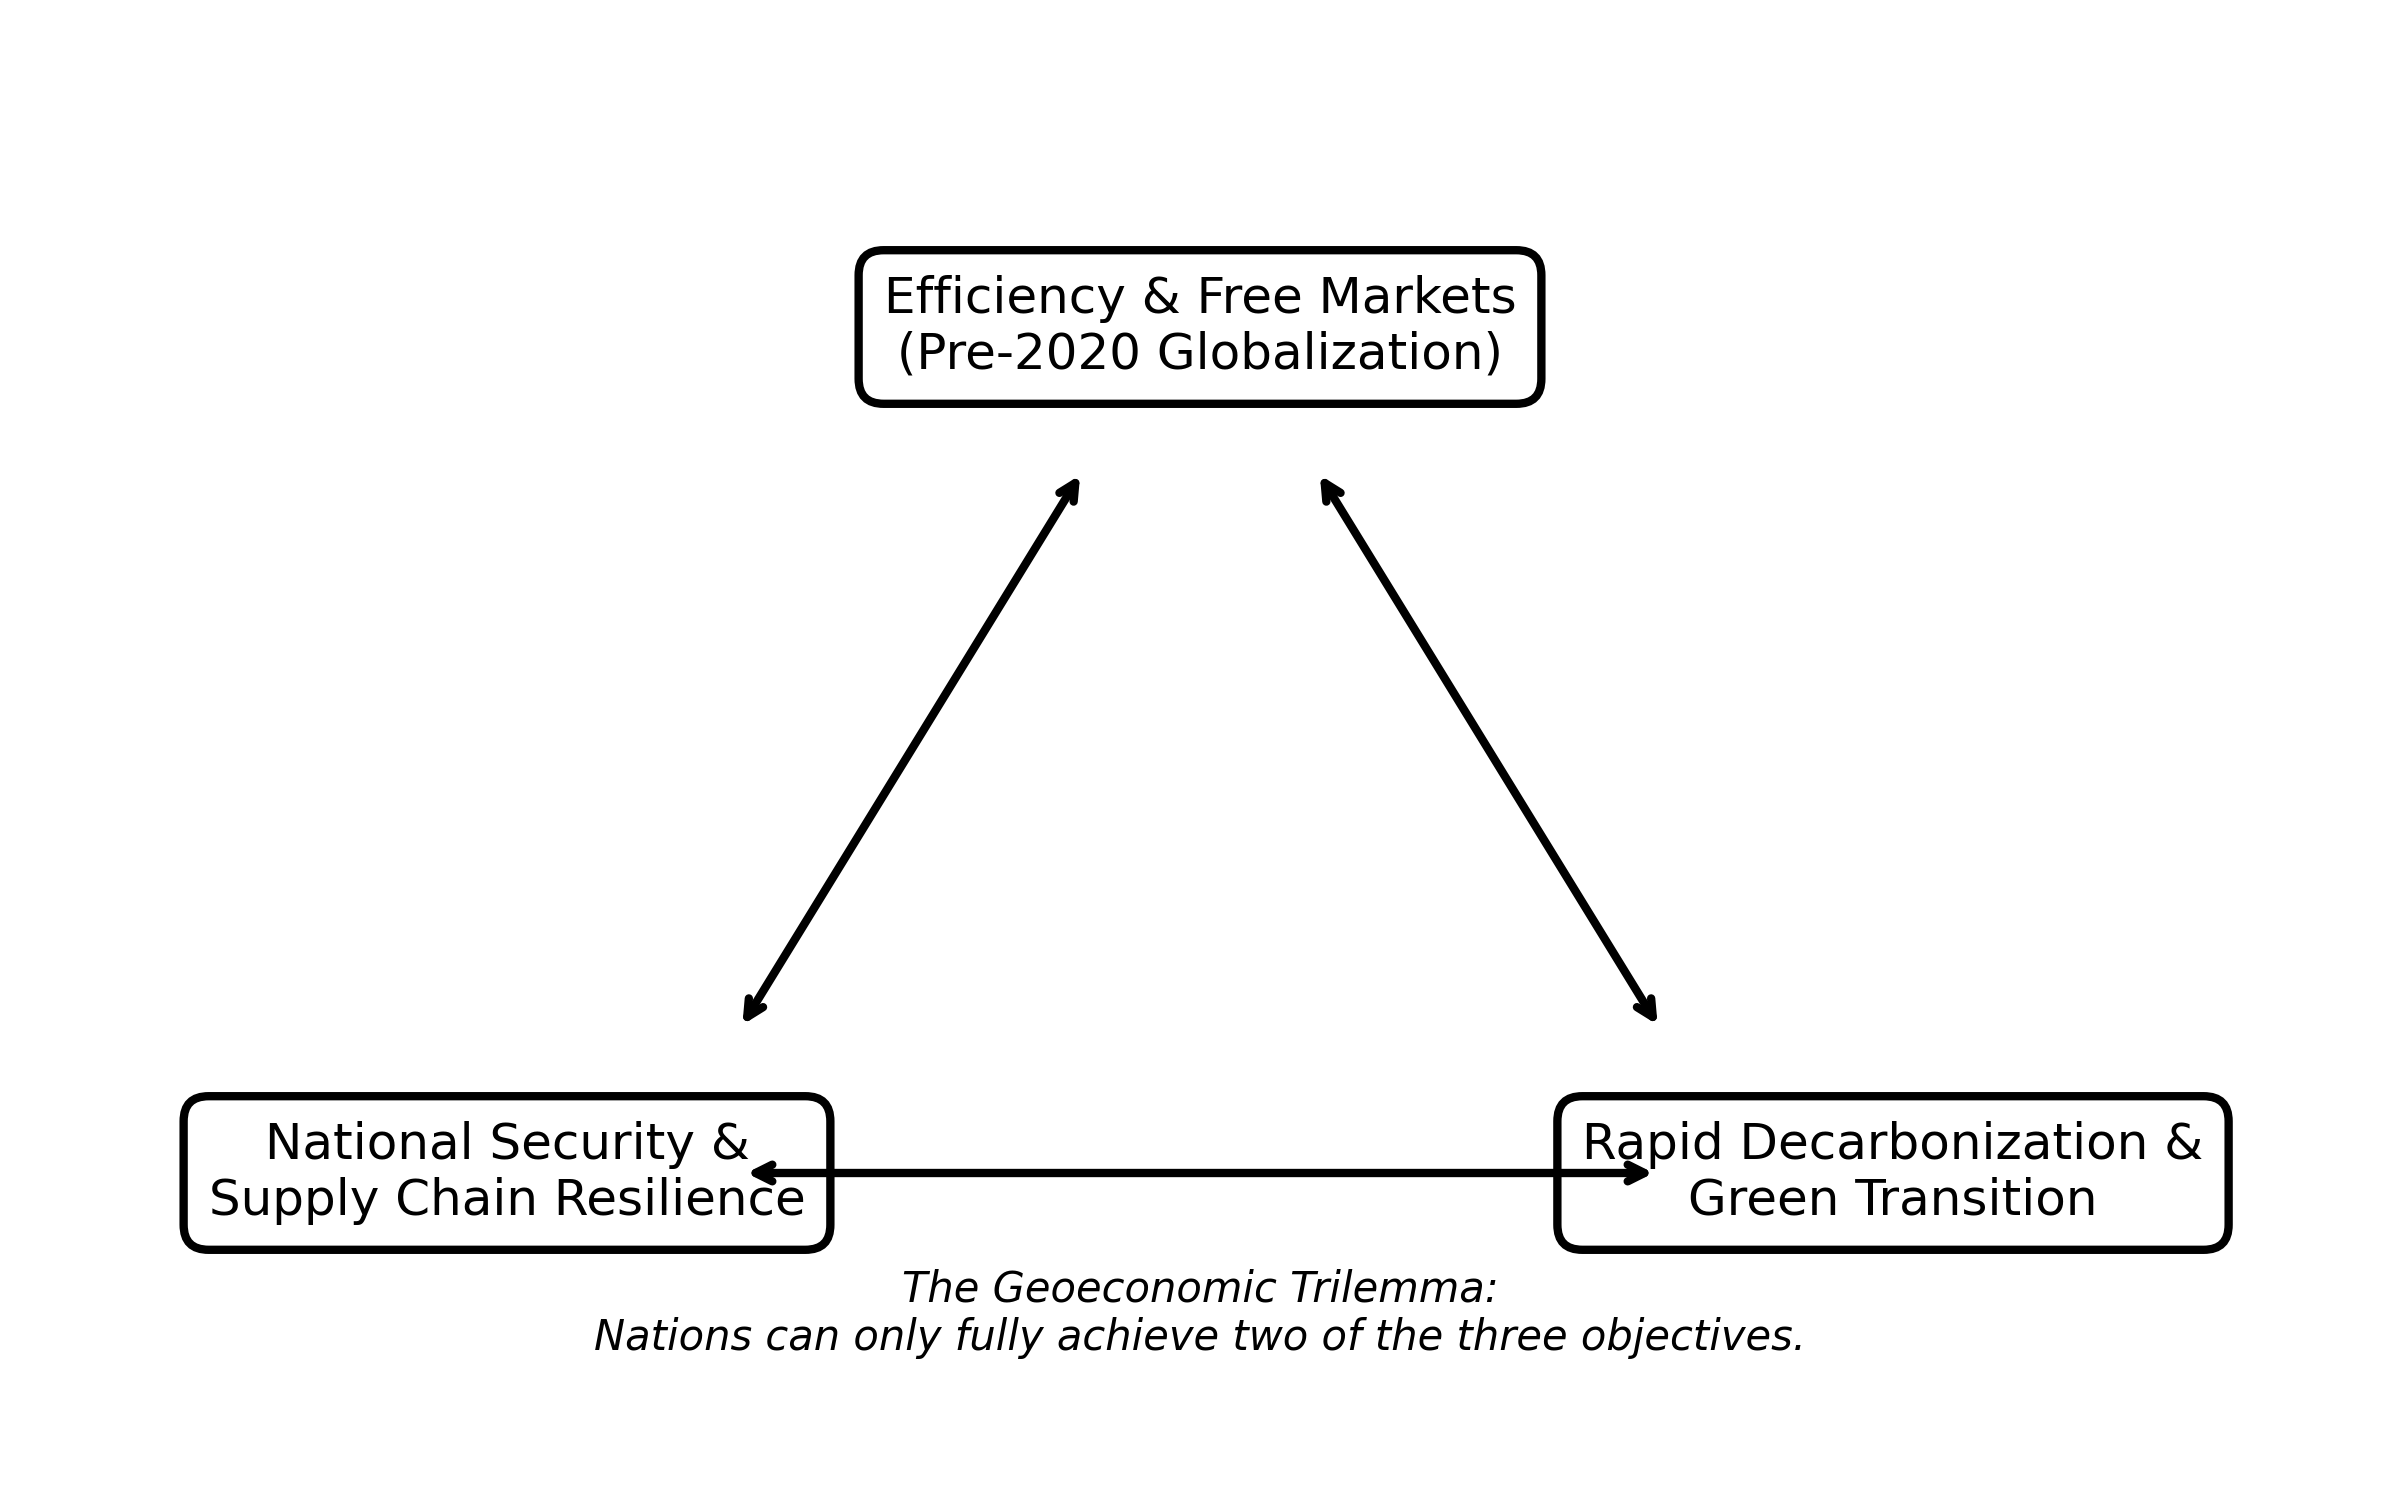 Efficiency & Free Markets
(Pre-2020 Globalization)
National Security &
Supply Chain Resilience
Rapid Decarbonization &
Green Transition
The Geoeconomic Trilemma:
Nations can only fully achieve two of the three objectives.